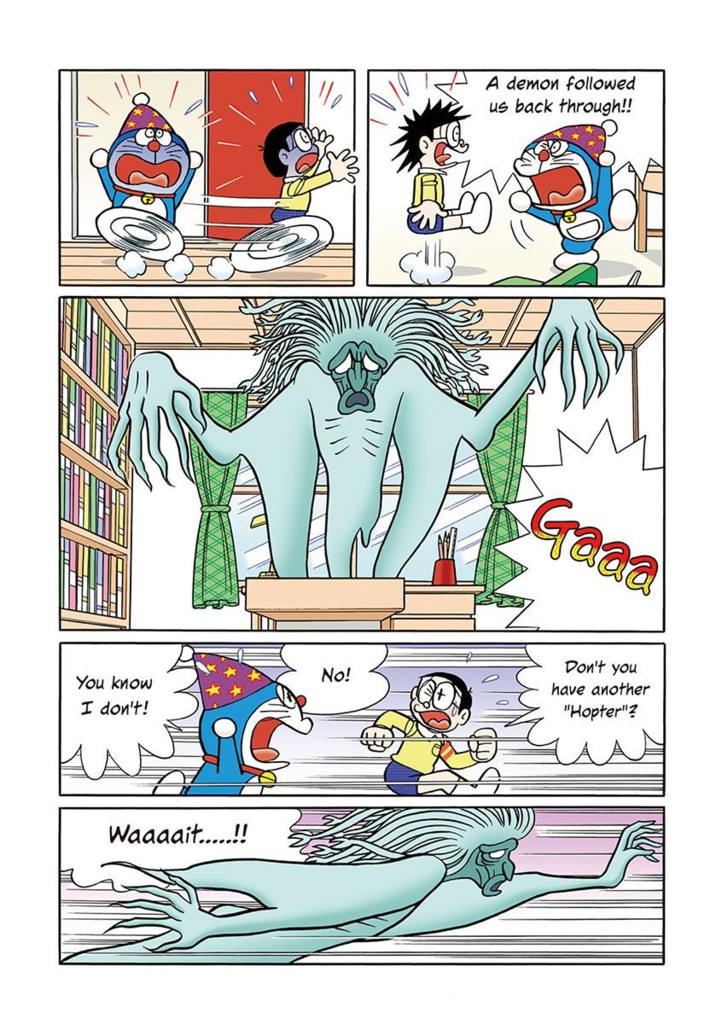 A demon followed
us back through!!
Gaaa
You know
I don't!
No!
Don't you
have another
"Hopter"?
Waaaait.....!!